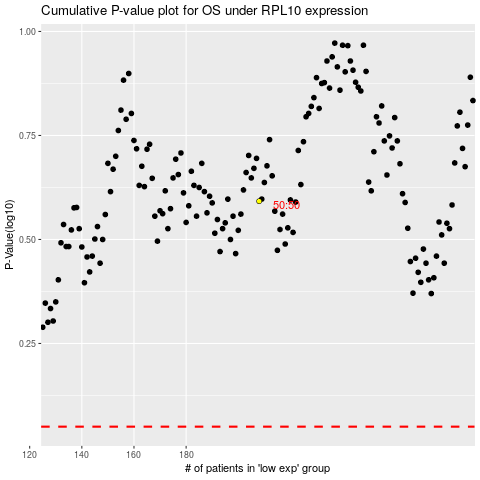 Cumulative P-value plot for OS under RPL10 expression
1.00
0.75
0.50
0.25
P-Value(log10)
50:50
120 140 160 180
# of patients in 'low exp' group